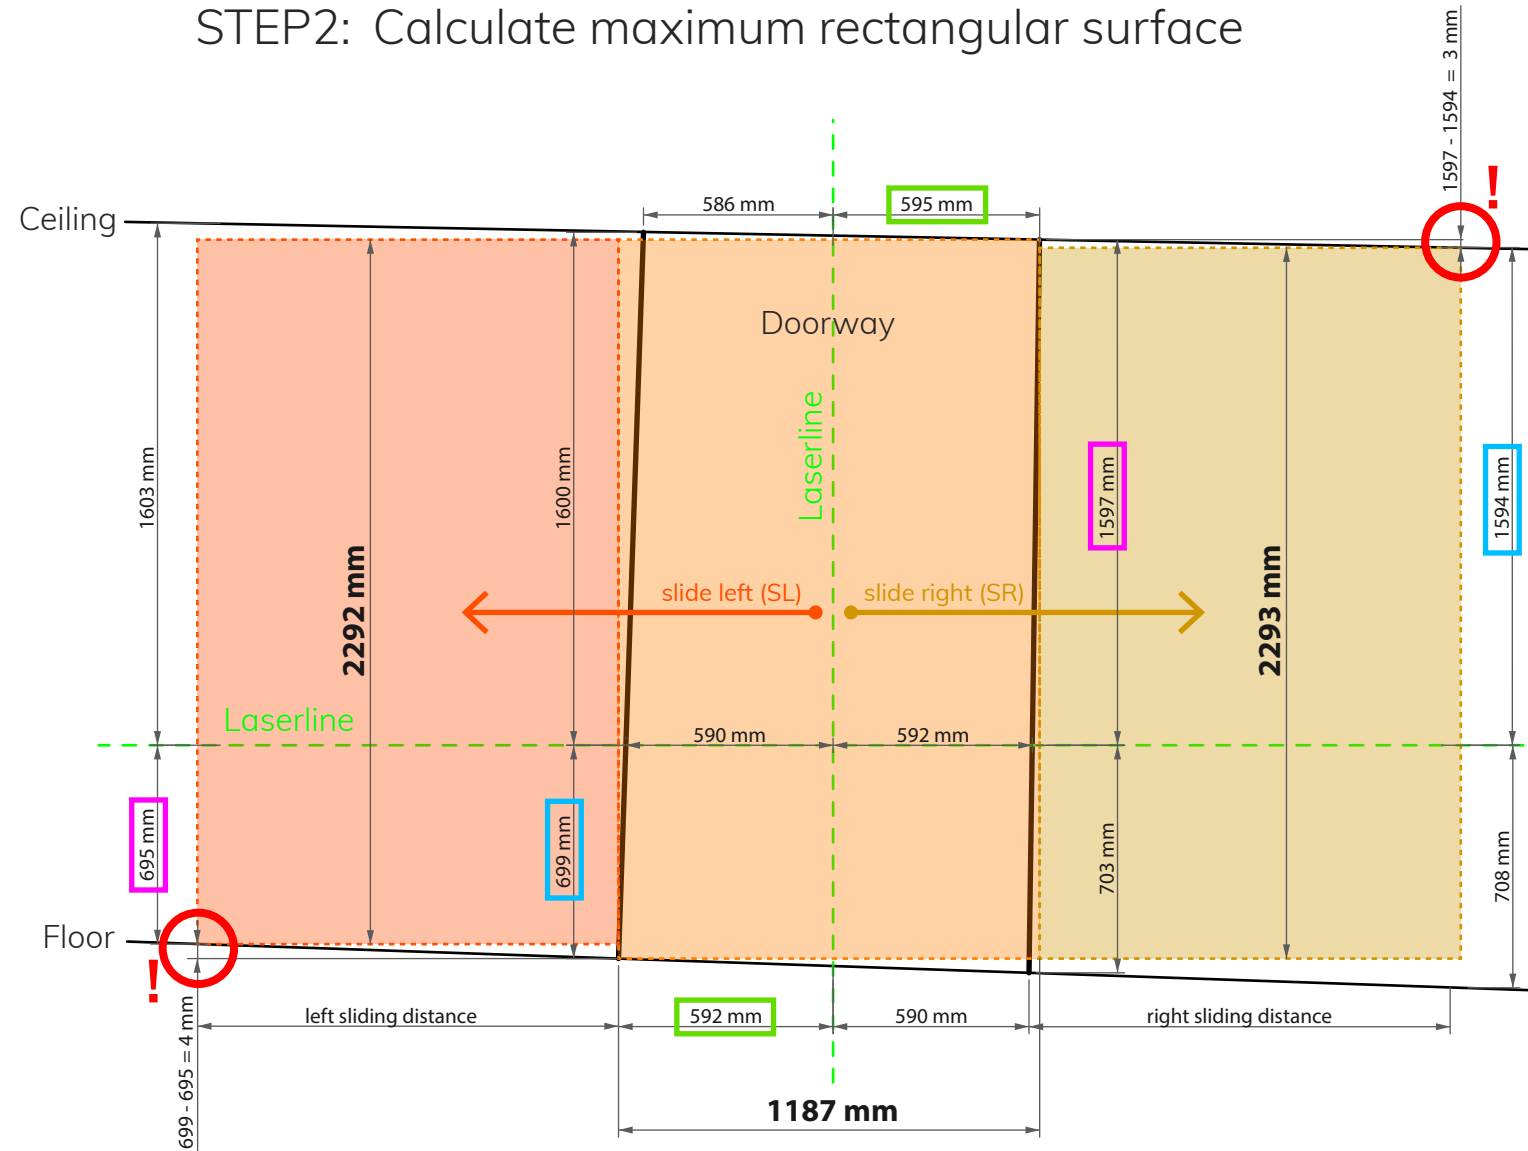 STEP2: Calculate maximum rectangular surface
1597 - 1594 = 3 mm
!
586 mm
595 mm
Ceiling
Doorway
Laserline
1603 mm
1600 mm
1597 mm
1594 mm
slide left (SL)
slide right (SR)
2292 mm
2293 mm
Laserline
590 mm
592 mm
695 mm
699 mm
703 mm
708 mm
Floor
!
left sliding distance
592 mm
590 mm
right sliding distance
699 - 695 = 4 mm
1187 mm